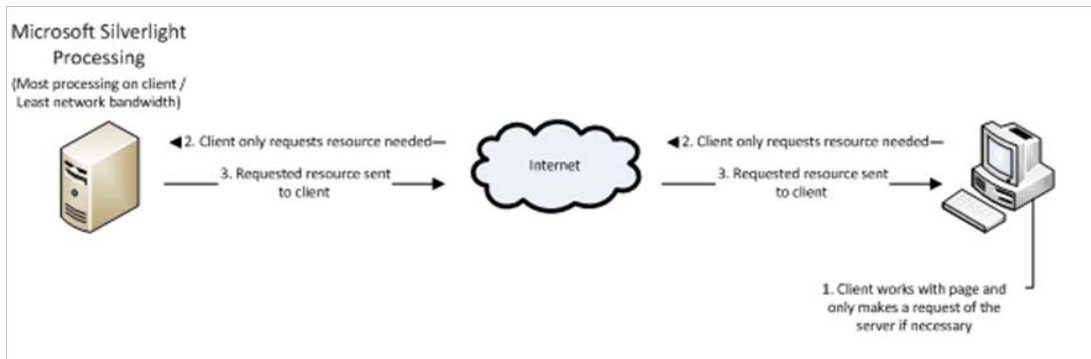 Microsoft Silverlight
Processing
(Most processing on client /
Least network bandwidth)
2. Client only requests resource needed
3. Requested resource sent
to client
Internet
2. Client only requests resource needed
3. Requested resource sent
to client
1. Client works with page and
only makes a request of the
server if necessary